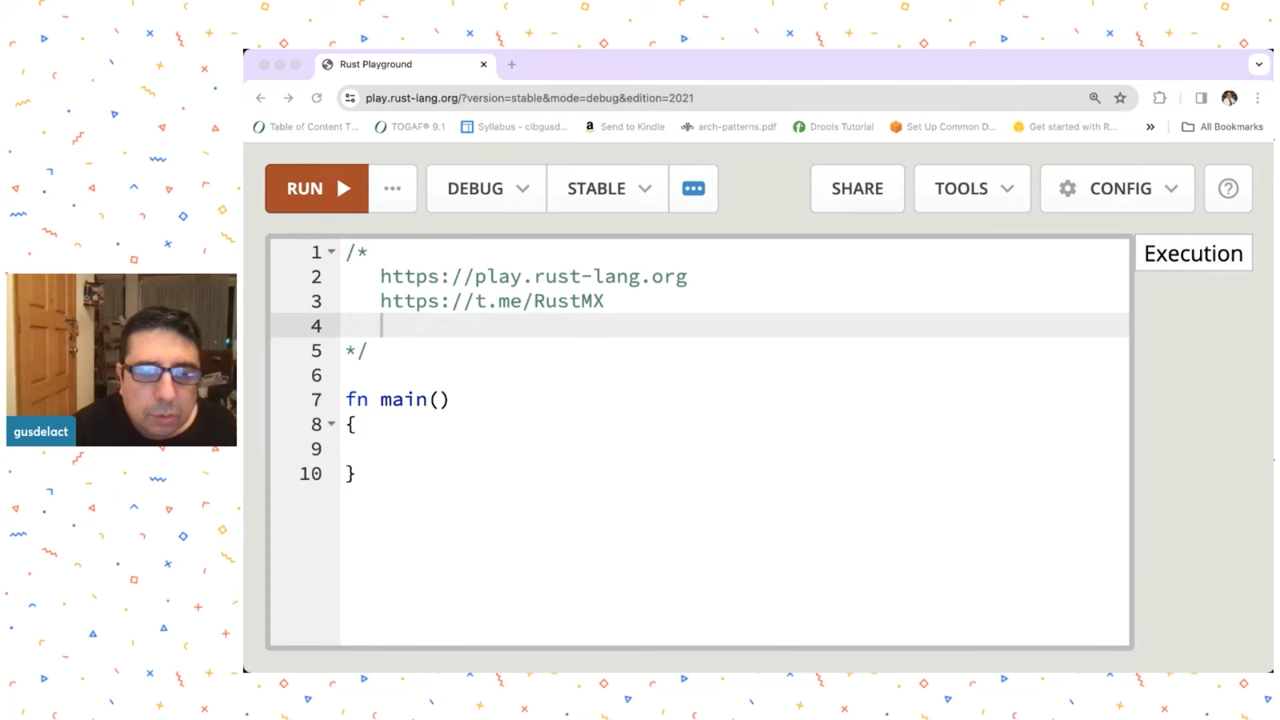 Rust Playground
play.rust-lang.org/?version=stable&mode=debug&edition=2021
Table of Content T... TOGAF® 9.1 Syllabus - cibgusd... Send to Kindle arch-patterns.pdf Drools Tutorial Set Up Common D... Get started with R... » All Bookmarks
RUN ... DEBUG STABLE ... SHARE TOOLS CONFIG ?
1 /*
2 https://play.rust-lang.org
3 https://t.me/RustMX
4
5 */
6
7 fn main()
8 {
9
10 }
Execution
gusdelact